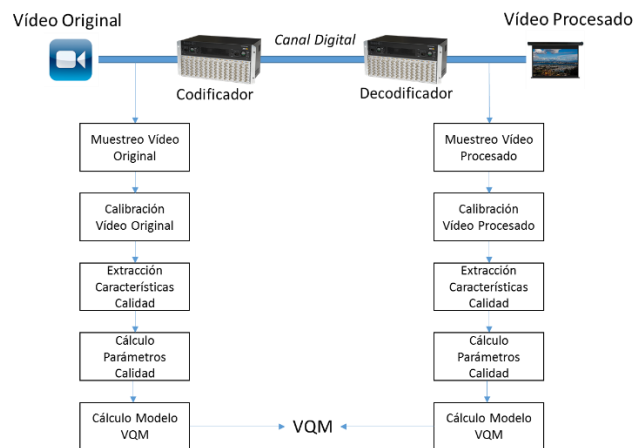 Vídeo Original
Canal Digital
Vídeo Procesado
Codificador
Decodificador
Muestreo Vídeo
Original
Calibración
Vídeo Original
Extracción
Características
Calidad
Cálculo
Parámetros
Calidad
Cálculo Modelo
VQM
Muestreo Vídeo
Procesado
Calibración
Vídeo Procesado
Extracción
Características
Calidad
Cálculo
Parámetros
Calidad
Cálculo Modelo
VQM
VQM